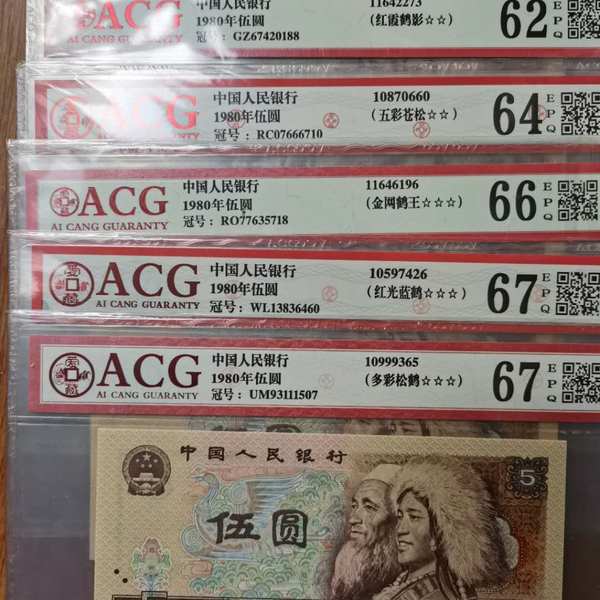 ACG
AI CANG GUARANTY
中国人民银行
1980年伍圆
冠号：GZ67420188
11642273
(红霞鹤影☆☆)
62
EPQ
ACG
AI CANG GUARANTY
中国人民银行
1980年伍圆
冠号：RC07666710
10870660
(五彩苍松☆☆)
64
EPQ
ACG
AI CANG GUARANTY
中国人民银行
1980年伍圆
冠号：RO77635718
11646196
(金网鹤王☆☆☆)
66
EPQ
ACG
AI CANG GUARANTY
中国人民银行
1980年伍圆
冠号：WL13836460
10597426
(红光蓝鹤☆☆☆)
67
EPQ
ACG
AI CANG GUARANTY
中国人民银行
1980年伍圆
冠号：UM93111507
10999365
(多彩松鹤☆☆☆)
67
EPQ
中国人民银行
伍圆
5